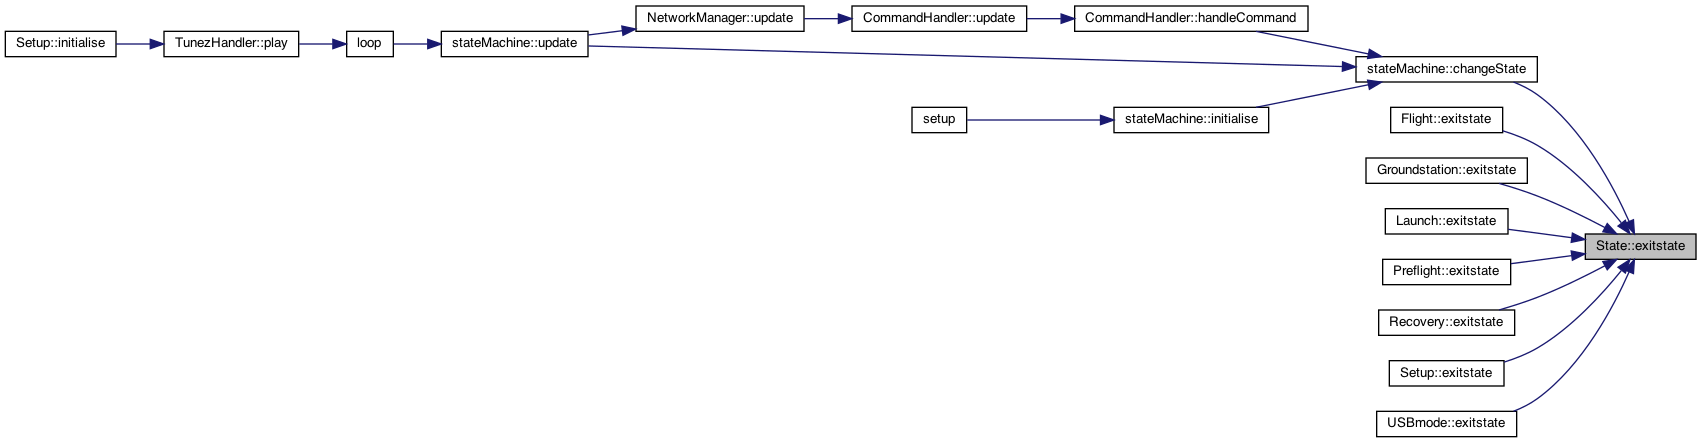 NetworkManager::update
CommandHandler::update
CommandHandler::handleCommand
Setup::initialise
TunezHandler::play
loop
stateMachine::update
stateMachine::changeState
setup
stateMachine::initialise
Flight::exitstate
Groundstation::exitstate
Launch::exitstate
State::exitstate
Preflight::exitstate
Recovery::exitstate
Setup::exitstate
USBmode::exitstate